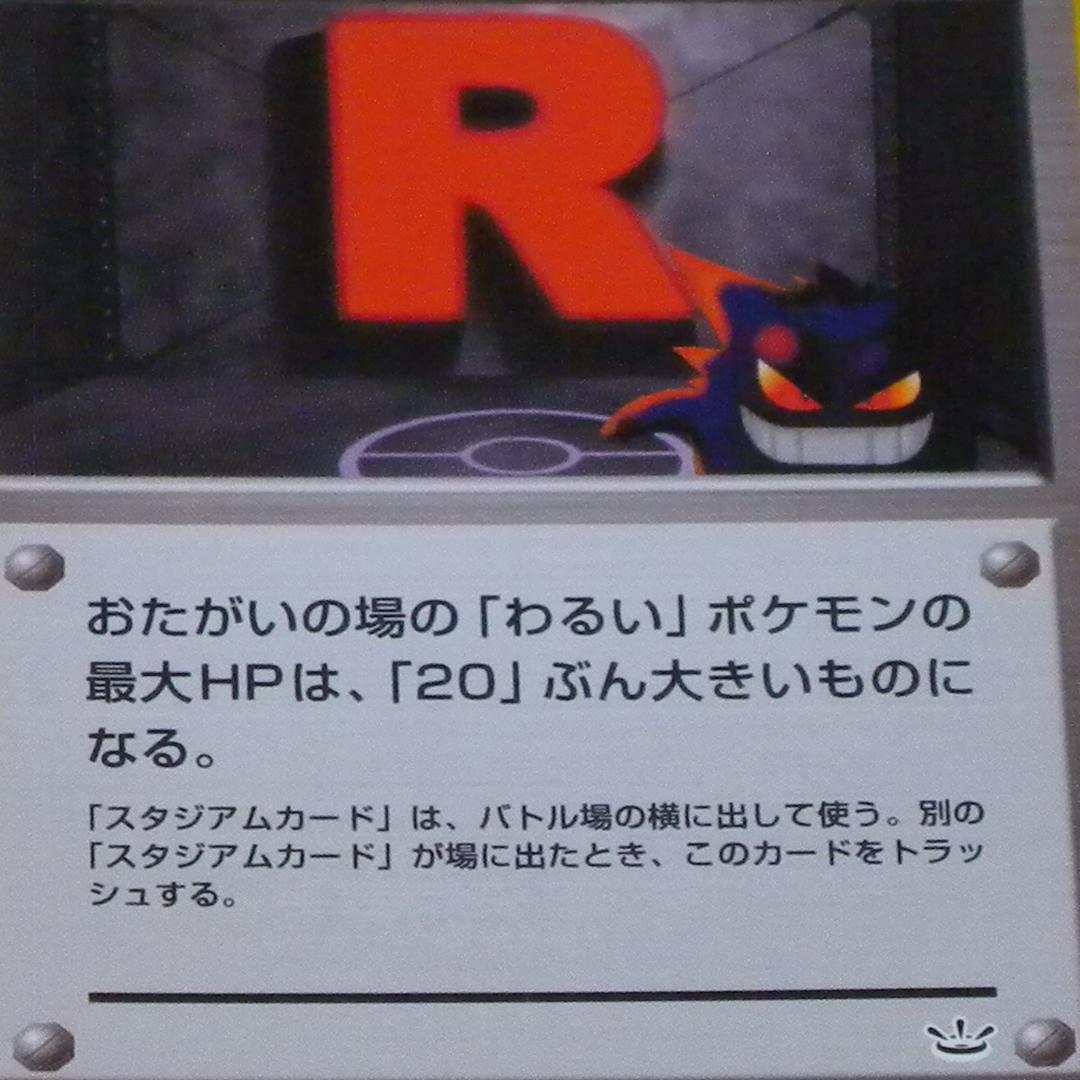 R
おたがいの場の「わるい」ポケモンの
最大HPは、「20」ぶん大きいものに
なる。
「スタジアムカード」は、バトル場の横に出して使う。別の
「スタジアムカード」が場に出たとき、このカードをトラッ
シュする。